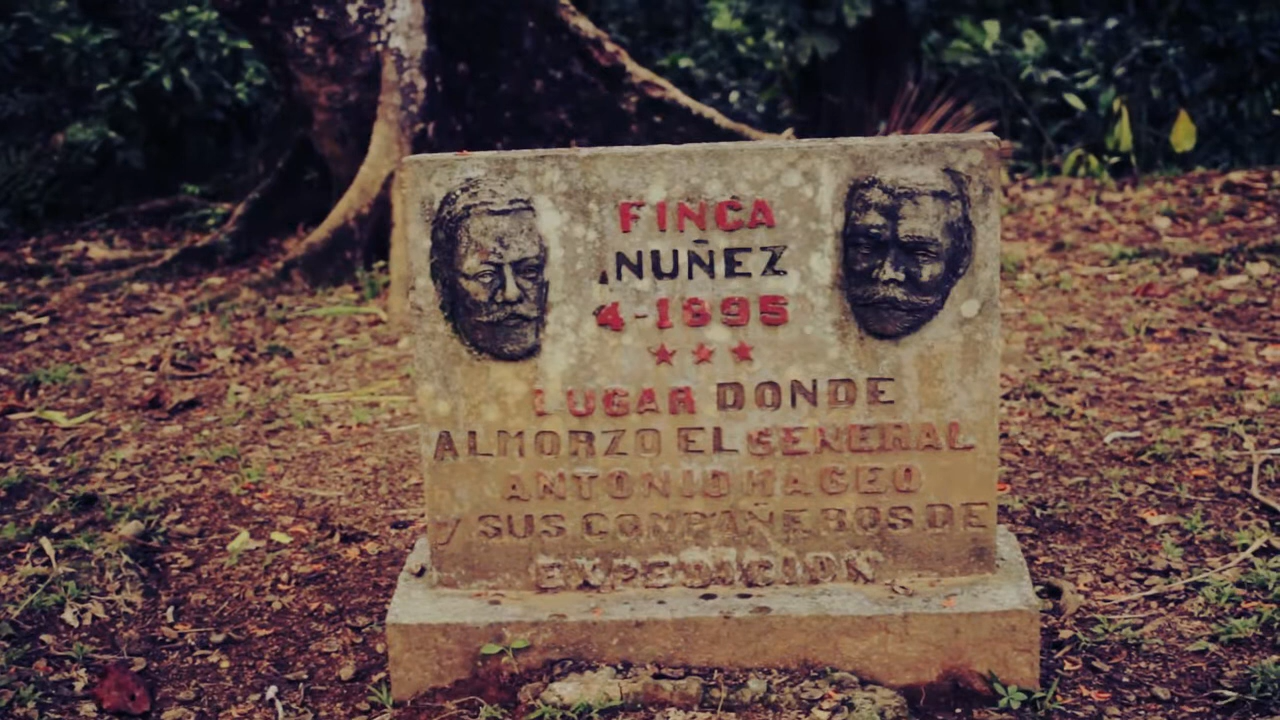 FINCA
NUÑEZ
4-1895
LUGAR DONDE
ALMORZO EL GENERAL
ANTONIO MACEO
Y SUS COMPAÑEROS DE
EXPEDICION